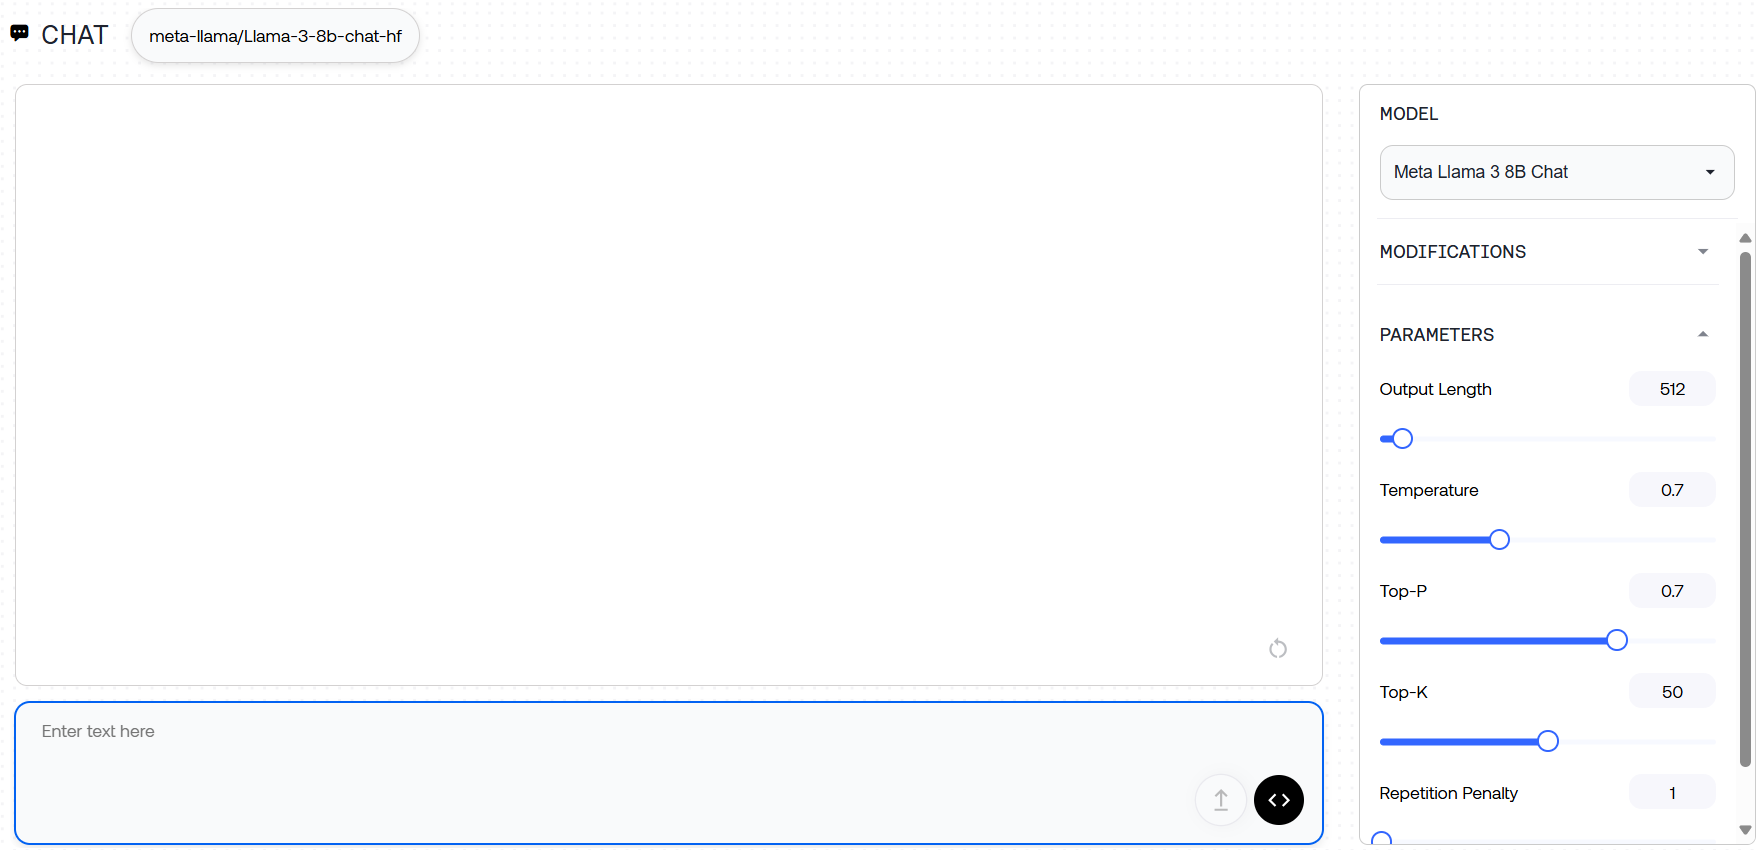 CHAT
meta-llama/Llama-3-8b-chat-hf
Enter text here
MODEL
Meta Llama 3 8B Chat
MODIFICATIONS
PARAMETERS
Output Length 512
Temperature 0.7
Top-P 0.7
Top-K 50
Repetition Penalty 1